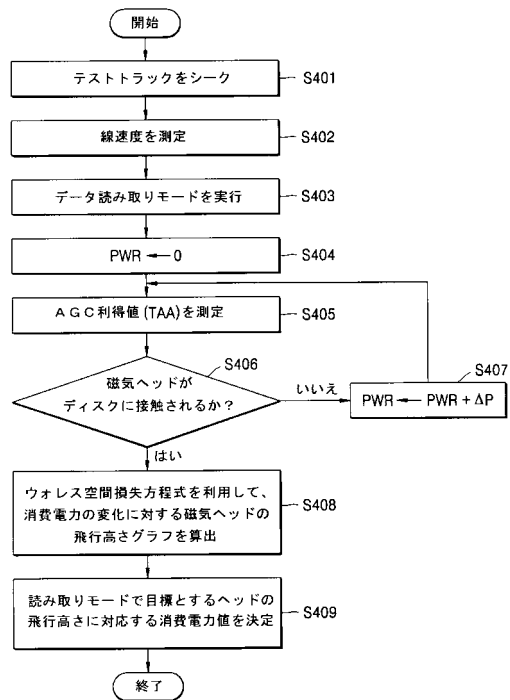 開始
テストトラックをシーク
S401
線速度を測定
S402
データ読み取りモードを実行
S403
PWR ← 0
S404
AGC利得値(TAA)を測定
S405
S406
磁気ヘッドが
ディスクに接触されるか?
いいえ
S407
PWR ← PWR + ΔP
はい
ウォレス空間損失方程式を利用して、
消費電力の変化に対する磁気ヘッドの
飛行高さグラフを算出
S408
読み取りモードで目標とするヘッドの
飛行高さに対応する消費電力値を決定
S409
終了